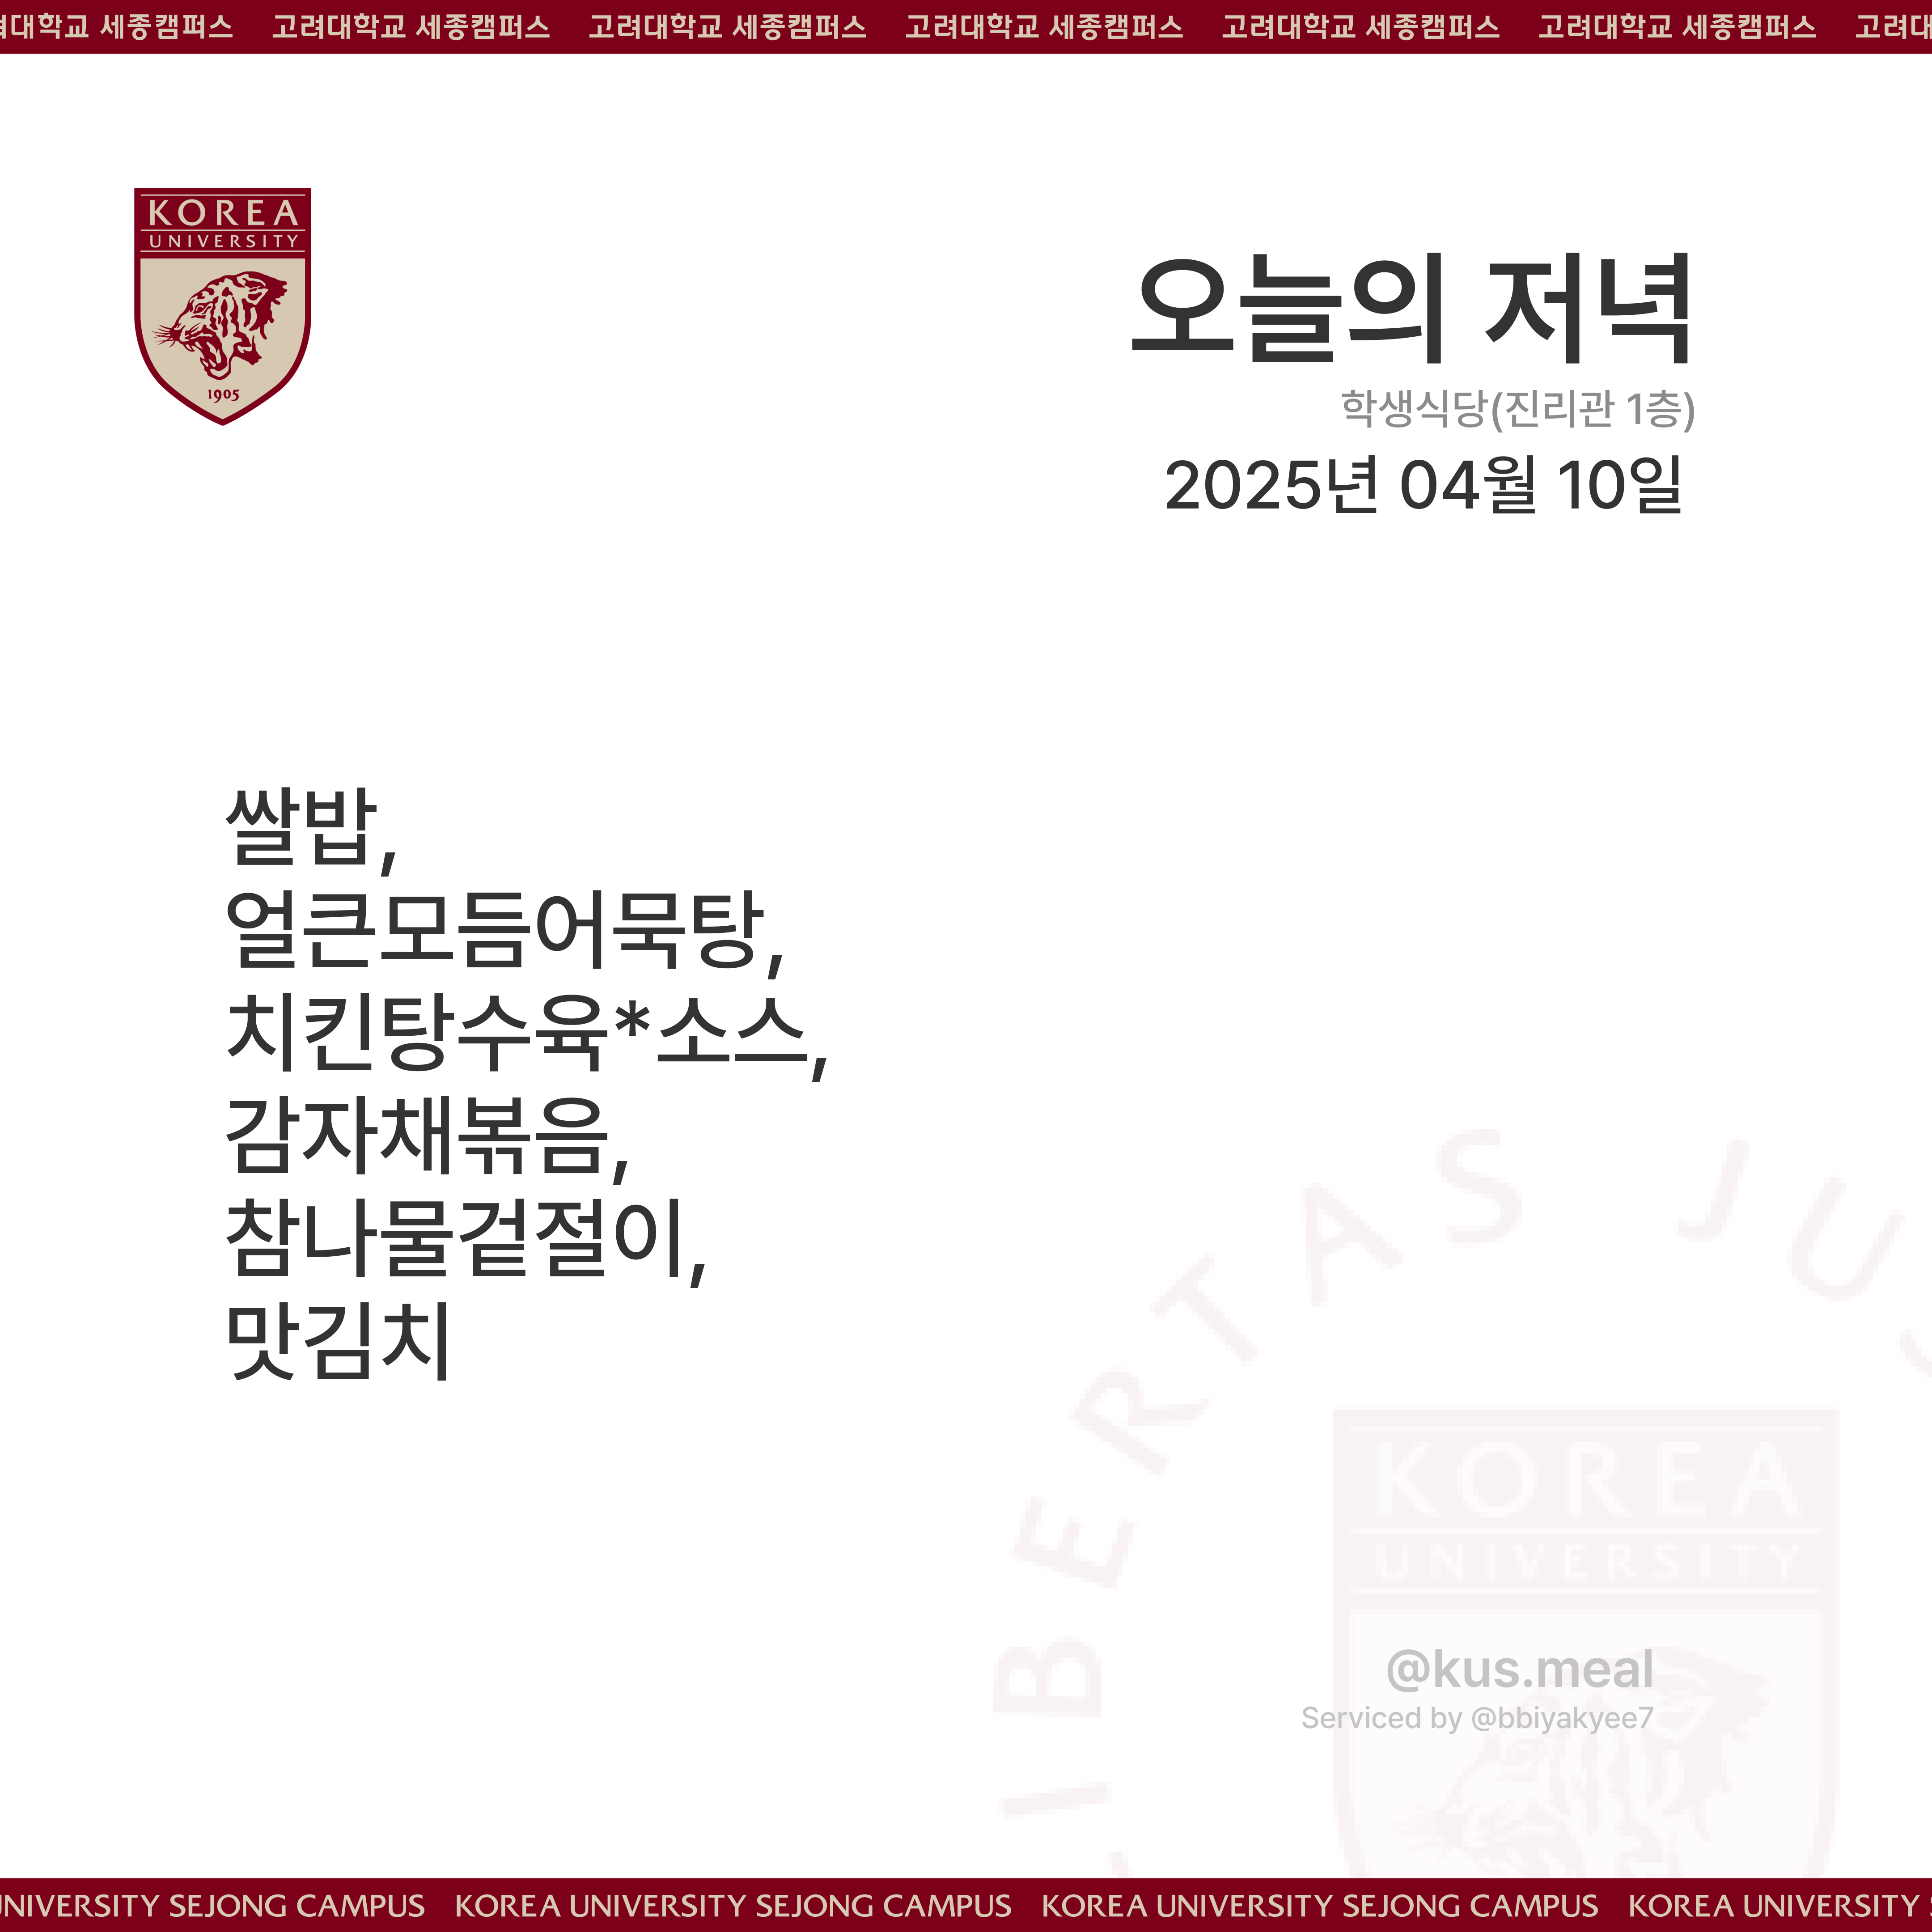 려대학교 세종캠퍼스 고려대학교 세종캠퍼스 고려대학교 세종캠퍼스 고려대학교 세종캠퍼스 고려대학교 세종캠퍼스 고려대학교 세종캠퍼스 고려대
KOREA
UNIVERSITY
1905
오늘의 저녁
학생식당(진리관 1층)
2025년 04월 10일
쌀밥,
얼큰모듬어묵탕,
치킨탕수육*소스,
감자채볶음,
참나물겉절이,
맛김치
IBERTAS JU
KOREA
UNIVERSITY
@kus.meal
Serviced by @bbiyakyee7
UNIVERSITY SEJONG CAMPUS KOREA UNIVERSITY SEJONG CAMPUS KOREA UNIVERSITY SEJONG CAMPUS KOREA UNIVERSITY